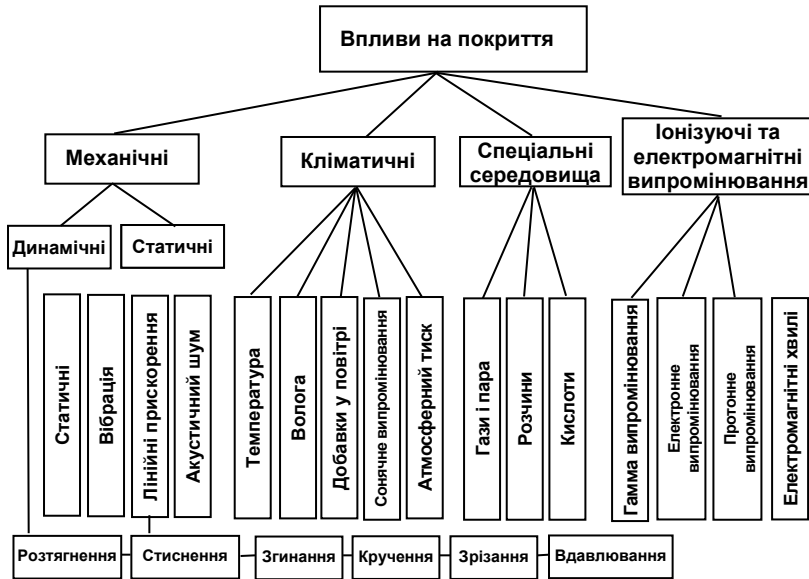 Впливи на покриття
Механічні
Кліматичні
Спеціальні
середовища
Іонізуючі та
електромагнітні
випромінювання
Динамічні
Статичні
Статичні
Вібрація
Лінійні прискорення
Акустичний шум
Температура
Волога
Добавки у повітрі
Сонячне випромінювання
Атмосферний тиск
Гази і пара
Розчини
Кислоти
Гамма випромінювання
Електронне
випромінювання
Протонне
випромінювання
Електромагнітні хвилі
Розтягнення
Стиснення
Згинання
Кручення
Зрізання
Вдавлювання